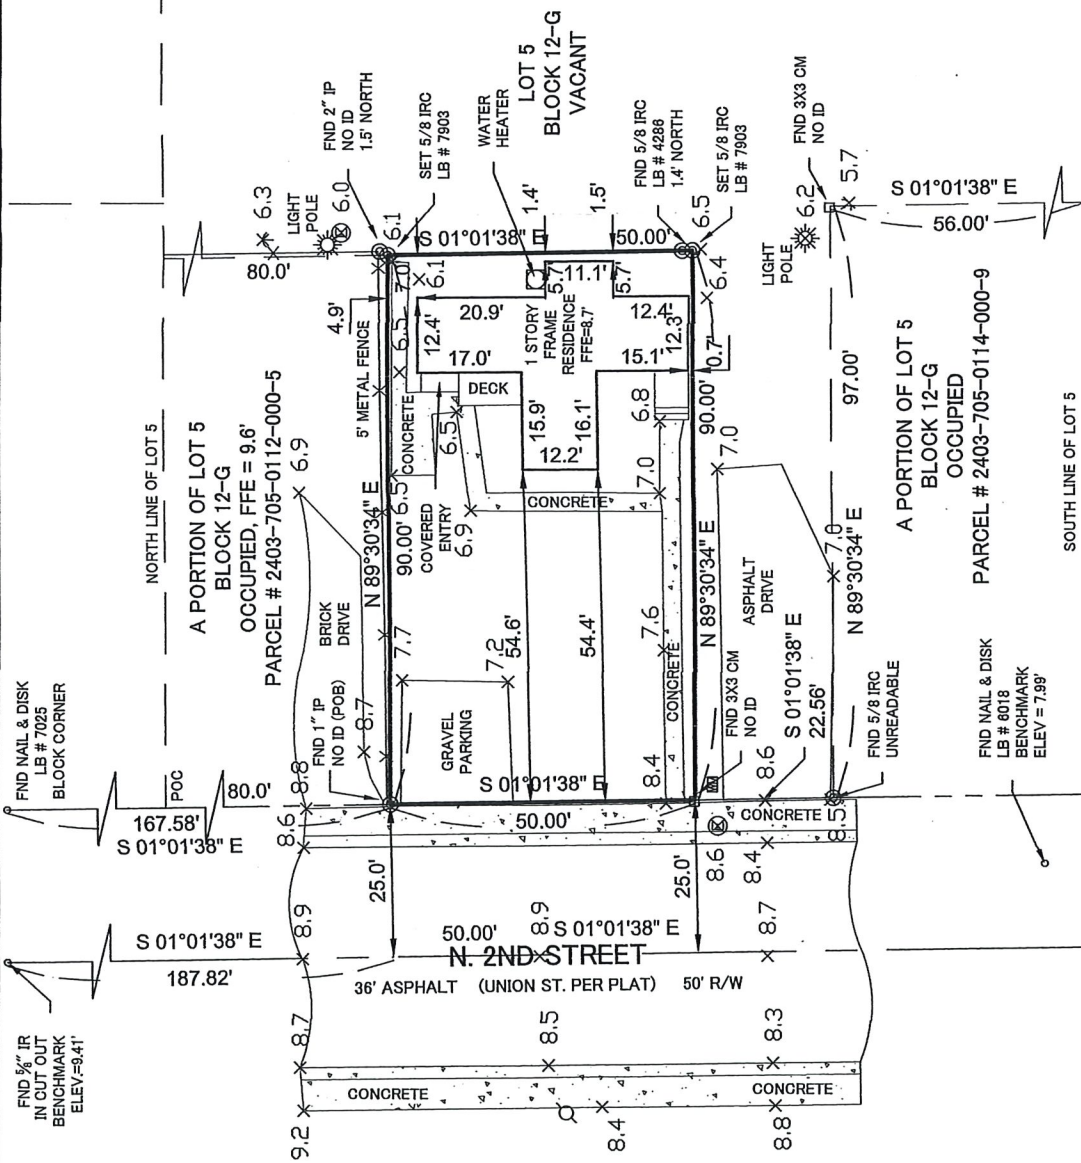 FND 2" IP
NO ID
1.5' NORTH
SET 5/8 IRC
LB # 7903
WATER
HEATER
LOT 5
BLOCK 12-G
VACANT
FND 5/8 IRC
LB # 4286
1.4' NORTH
SET 5/8 IRC
LB # 7903
FND 3X3 CM
NO ID
6.3
LIGHT
POLE
6.0
6.1
80.0'
S 01°01'38" E
50.00'
1.4'
1.5'
6.5
6.4
LIGHT
POLE
6.2
5.7
S 01°01'38" E
56.00'
4.9'
7.0
6.1
20.9'
5.7'
11.1'
5.7'
12.4'
12.4'
12.3'
0.7'
6.5
17.0'
1 STORY
FRAME
RESIDENCE
FFE=8.7'
15.1'
5' METAL FENCE
CONCRETE
DECK
6.5
15.9'
16.1'
12.2'
6.8
90.00'
7.0
97.00'
NORTH LINE OF LOT 5
A PORTION OF LOT 5
BLOCK 12-G
OCCUPIED, FFE = 9.6'
PARCEL # 2403-705-0112-000-5
6.9
N 89°30'34" E
90.00'
6.5
COVERED
ENTRY
6.9
CONCRETE
7.0
A PORTION OF LOT 5
BLOCK 12-G
OCCUPIED
PARCEL # 2403-705-0114-000-9
SOUTH LINE OF LOT 5
BRICK
DRIVE
7.7
7.2
54.6'
54.4'
7.6
N 89°30'34" E
ASPHALT
DRIVE
7.0
N 89°30'34" E
FND NAIL & DISK
LB # 7025
BLOCK CORNER
POC
80.0'
8.8
8.7
FND 1" IP
NO ID (POB)
GRAVEL
PARKING
CONCRETE
8.4
FND 3X3 CM
NO ID
S 01°01'38" E
22.56'
8.6
FND 5/8 IRC
UNREADABLE
FND NAIL & DISK
LB # 6018
BENCHMARK
ELEV = 7.99'
167.58'
S 01°01'38" E
8.6
S 01°01'38" E
50.00'
CONCRETE
8.5
25.0'
25.0'
8.6
8.4
S 01°01'38" E
187.82'
8.9
50.00'
8.9
S 01°01'38" E
8.7
N. 2ND STREET
36' ASPHALT (UNION ST. PER PLAT) 50' R/W
FND 5/8" IR
IN CUT OUT
BENCHMARK
ELEV.=9.41'
8.7
8.5
8.3
CONCRETE
CONCRETE
9.2
8.4
8.8